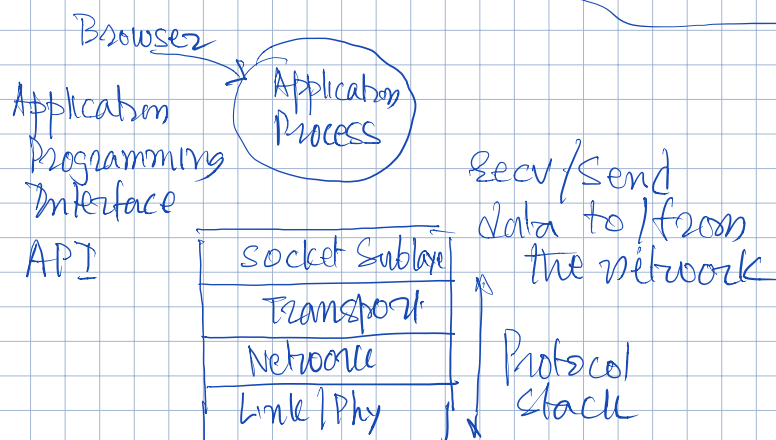 Browser
Application
Process
Application
Programming
Interface
API
Recv/Send
data to/from
the network
Socket Sublaye
Transport
Network
Link/Phy
Protocol
stack